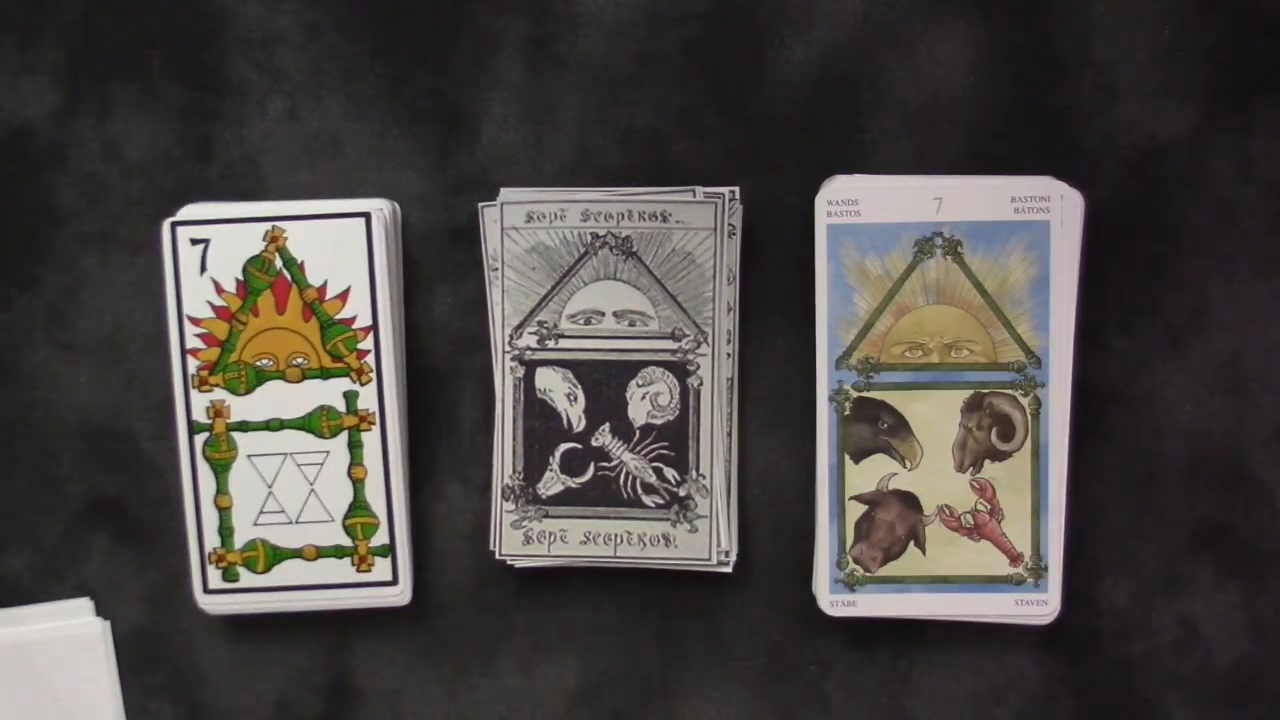 7
SEPT SCEPTRES.
SEPT SCEPTRES.
WANDS
BASTOS
7
BASTONI
BÂTONS
STÄBE
STAVEN